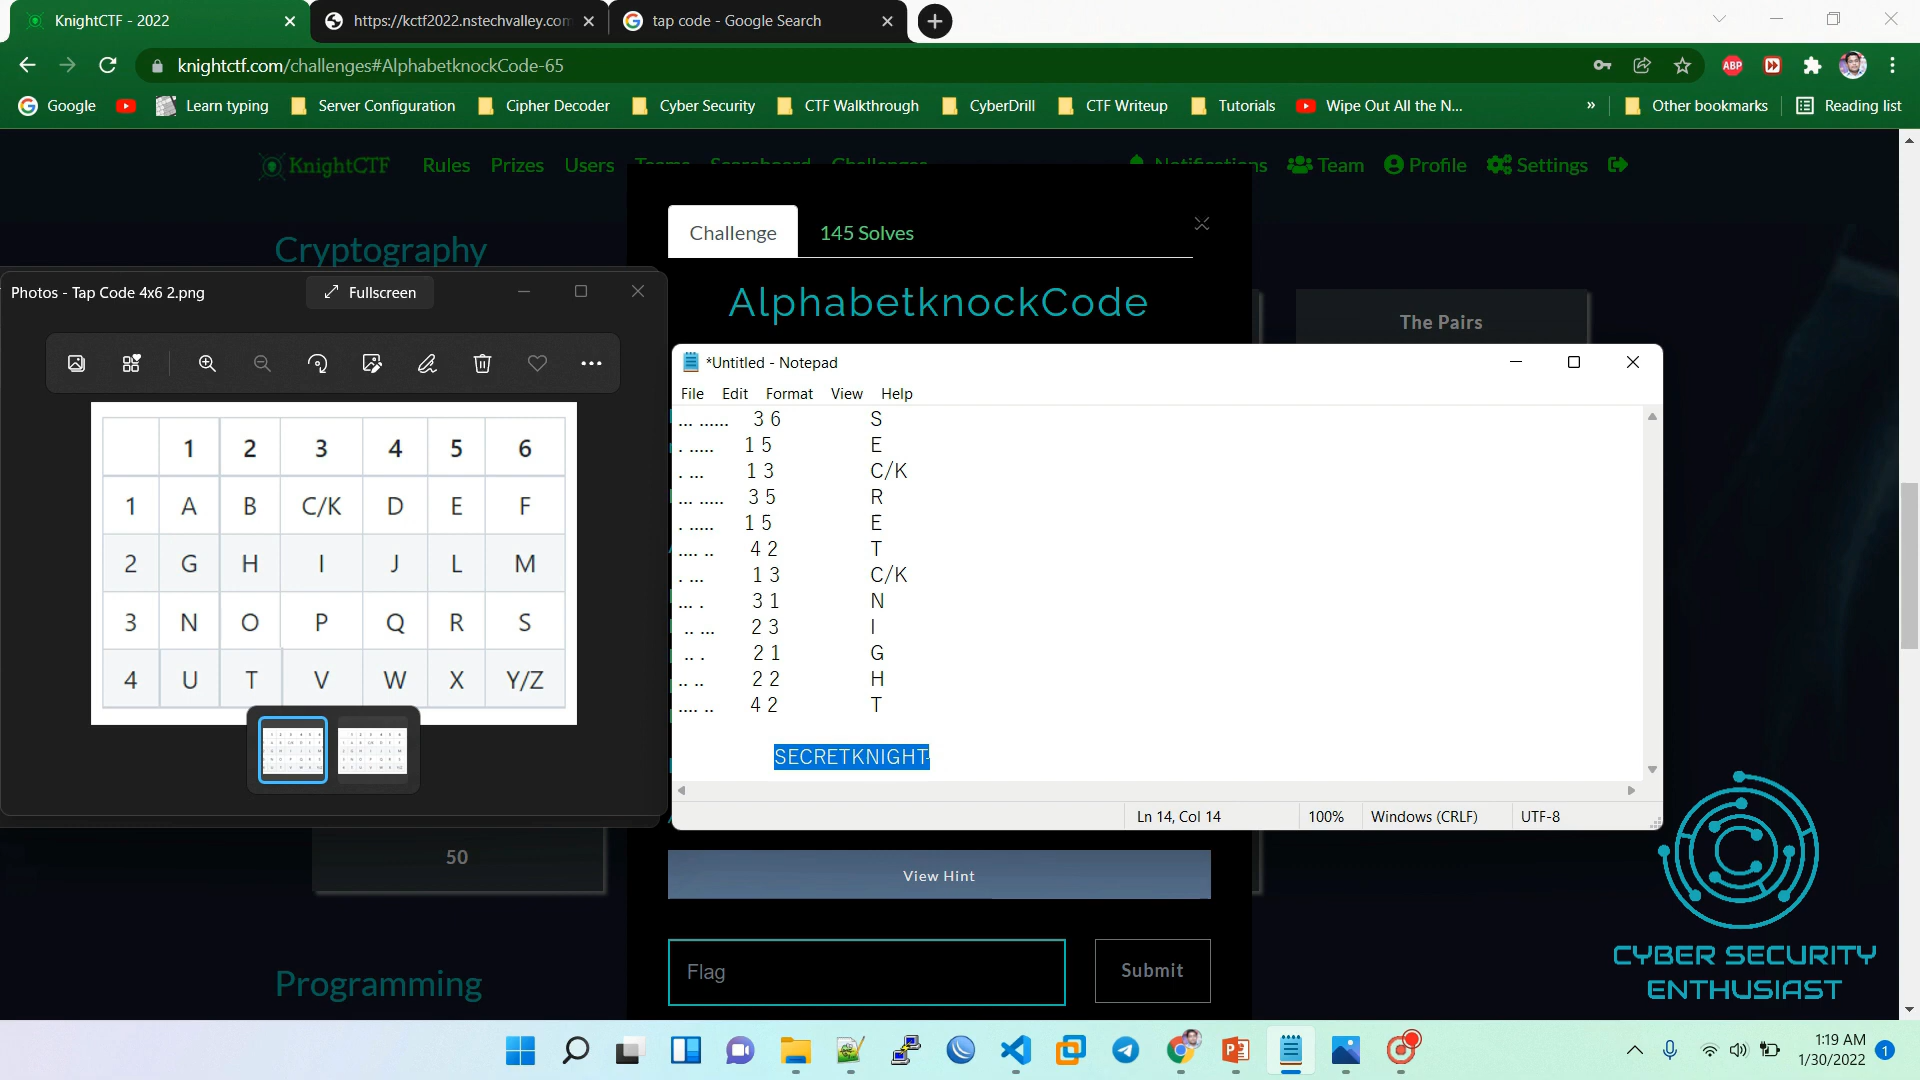 KnightCTF - 2022
https://kctf2022.nstechvalley.com
tap code - Google Search
knightctf.com/challenges#AlphabetknockCode-65
ABP
Google
Learn typing
Server Configuration
Cipher Decoder
Cyber Security
CTF Walkthrough
CyberDrill
CTF Writeup
Tutorials
Wipe Out All the N...
»
Other bookmarks
Reading list
KnightCTF
Rules
Prizes
Users
Teams
Scoreboard
Challenges
Notifications
Team
Profile
Settings
Challenge
145 Solves
Cryptography
AlphabetknockCode
The Pairs
Photos - Tap Code 4x6 2.png
Fullscreen
1 2 3 4 5 6
1 A B C/K D E F
2 G H I J L M
3 N O P Q R S
4 U T V W X Y/Z
*Untitled - Notepad
File Edit Format View Help
... ...... 3 6 S
. ..... 1 5 E
. ... 1 3 C/K
... ..... 3 5 R
. ..... 1 5 E
.... .. 4 2 T
. ... 1 3 C/K
... . 3 1 N
.. ... 2 3 I
.. . 2 1 G
.. .. 2 2 H
.... .. 4 2 T
SECRETKNIGHT
Ln 14, Col 14
100%
Windows (CRLF)
UTF-8
50
View Hint
Flag
Submit
Programming
CYBER SECURITY
ENTHUSIAST
1:19 AM
1/30/2022
1